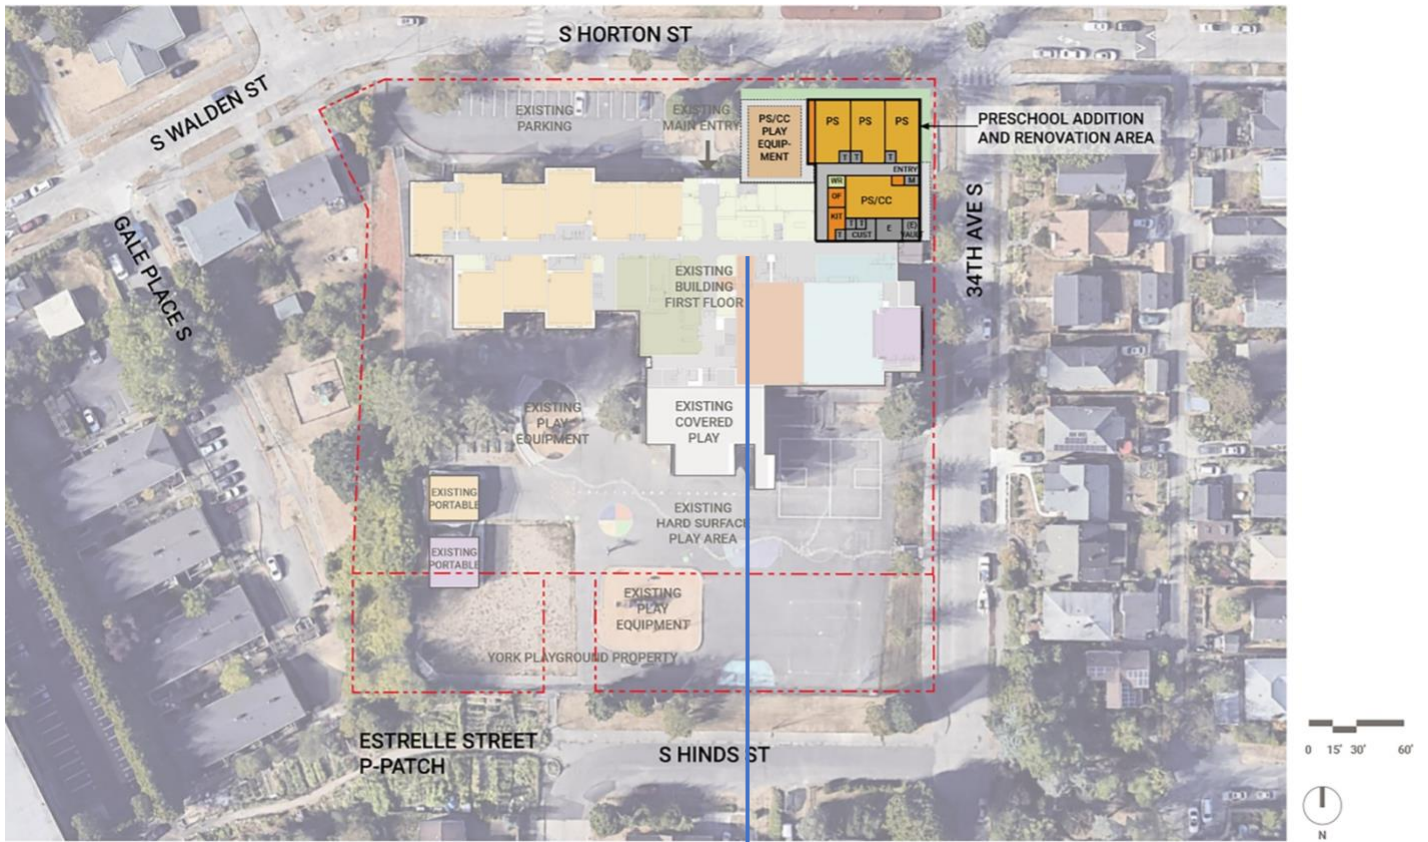 S HORTON ST
S WALDEN ST
GALE PLACE S
34TH AVE S
EXISTING
PARKING
EXISTING
MAIN ENTRY
PS/CC
PLAY
EQUIP-
MENT
PS
PS
PS
T
T
T
PRESCHOOL ADDITION
AND RENOVATION AREA
ENTRY
WR
M
OF
PS/CC
KIT
T
T
E
(E)
VAULT
T
CUST
EXISTING
BUILDING
FIRST FLOOR
EXISTING
PLAY
EQUIPMENT
EXISTING
COVERED
PLAY
EXISTING
PORTABLE
EXISTING
HARD SURFACE
PLAY AREA
EXISTING
PORTABLE
EXISTING
PLAY
EQUIPMENT
YORK PLAYGROUND PROPERTY
ESTRELLE STREET
P-PATCH
S HINDS ST
0 15' 30' 60'
N